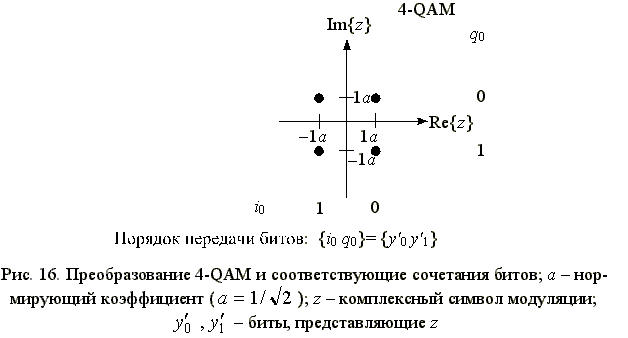 4-QAM
Im{z}
q₀
1a
0
Re{z}
−1a
1a
−1a
1
i₀
1
0
Порядок передачи битов: {i₀ q₀}= {y'₀ y'₁}
Рис. 16. Преобразование 4-QAM и соответствующие сочетания битов; a – нор-
мирующий коэффициент ( a = 1/ √2 ); z – комплексный символ модуляции;
y′₀ , y′₁ – биты, представляющие z